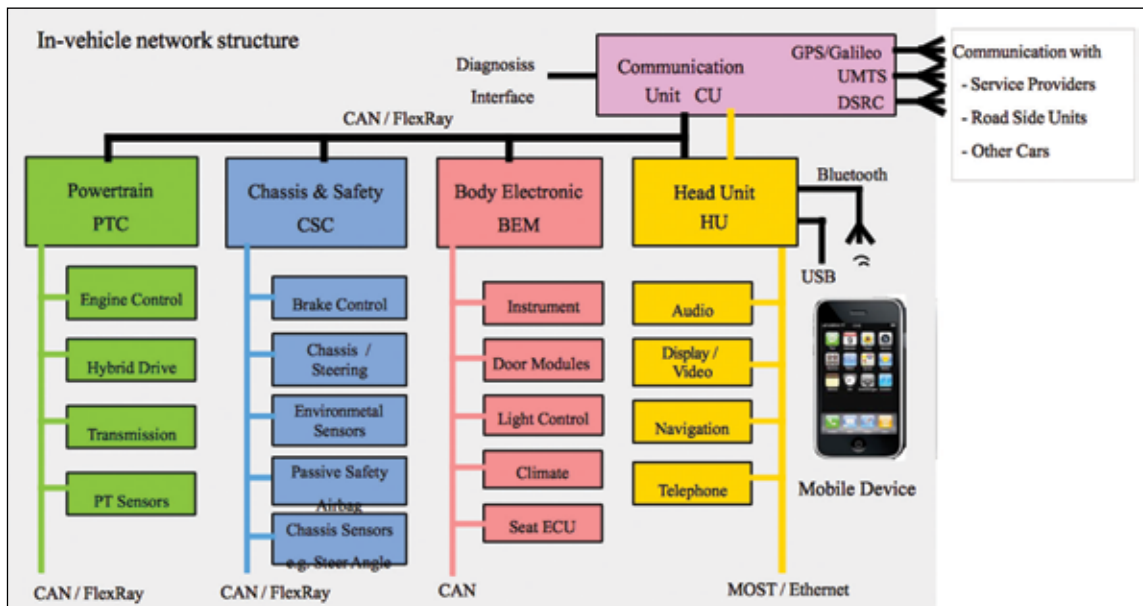 In-vehicle network structure
Diagnosiss
Interface
Communication
Unit CU
GPS/Galileo
UMTS
DSRC
Communication with
- Service Providers
- Road Side Units
- Other Cars
CAN / FlexRay
Powertrain
PTC
Chassis & Safety
CSC
Body Electronic
BEM
Head Unit
HU
Bluetooth
USB
Engine Control
Hybrid Drive
Transmission
PT Sensors
Brake Control
Chassis /
Steering
Environmetal
Sensors
Passive Safety
Airbag
Chassis Sensors
e.g. Steer Angle
Instrument
Door Modules
Light Control
Climate
Seat ECU
Audio
Display /
Video
Navigation
Telephone
Mobile Device
CAN / FlexRay
CAN / FlexRay
CAN
MOST / Ethernet